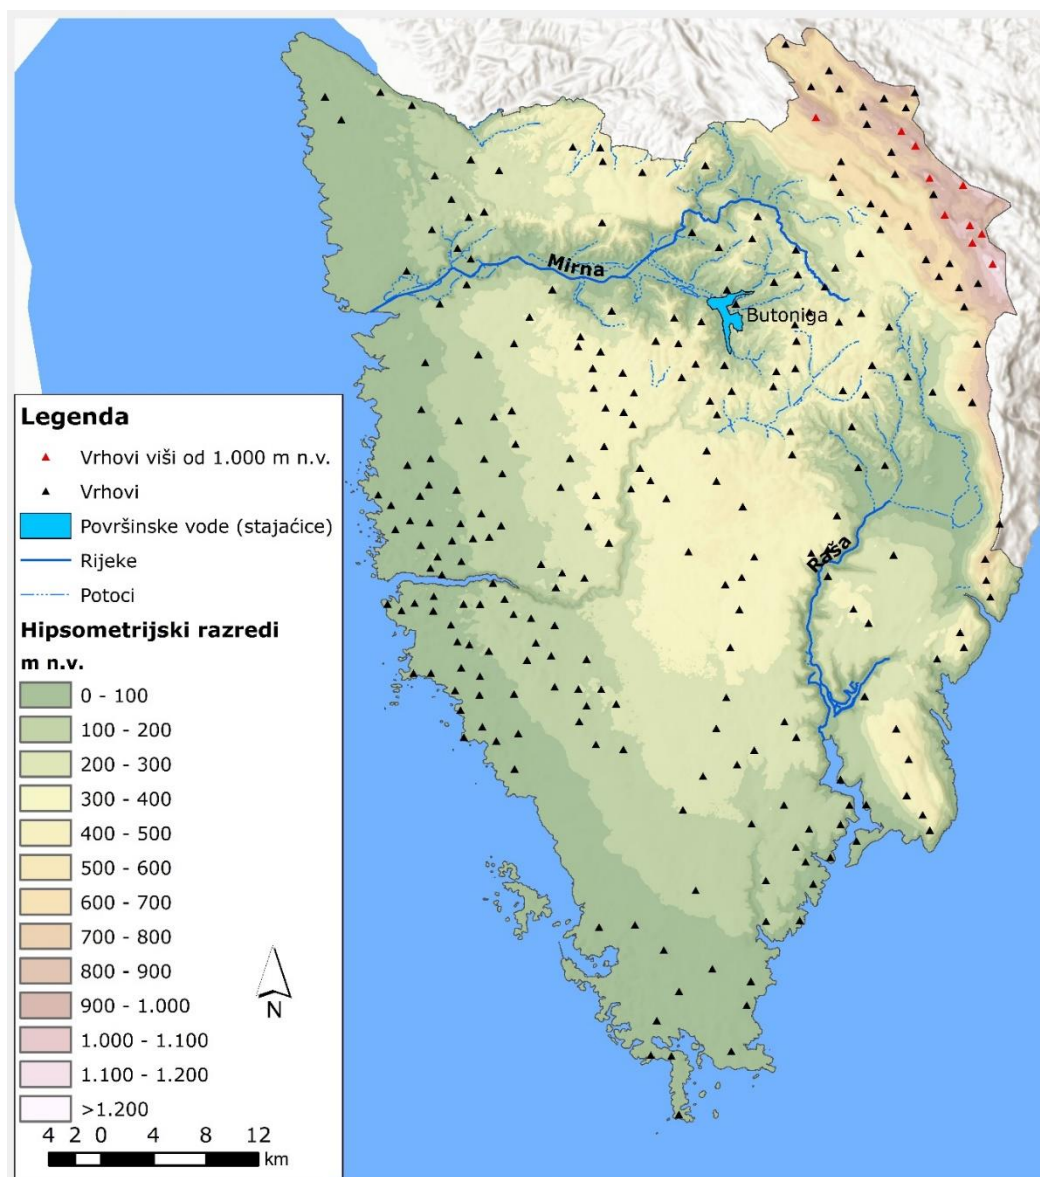 Mirna
Butoniga
Raša
Legenda
Vrhovi viši od 1.000 m n.v.
Vrhovi
Površinske vode (stajaćice)
Rijeke
Potoci
Hipsometrijski razredi
m n.v.
0 - 100
100 - 200
200 - 300
300 - 400
400 - 500
500 - 600
600 - 700
700 - 800
800 - 900
900 - 1.000
1.000 - 1.100
1.100 - 1.200
>1.200
N
4 2 0 4 8 12
km